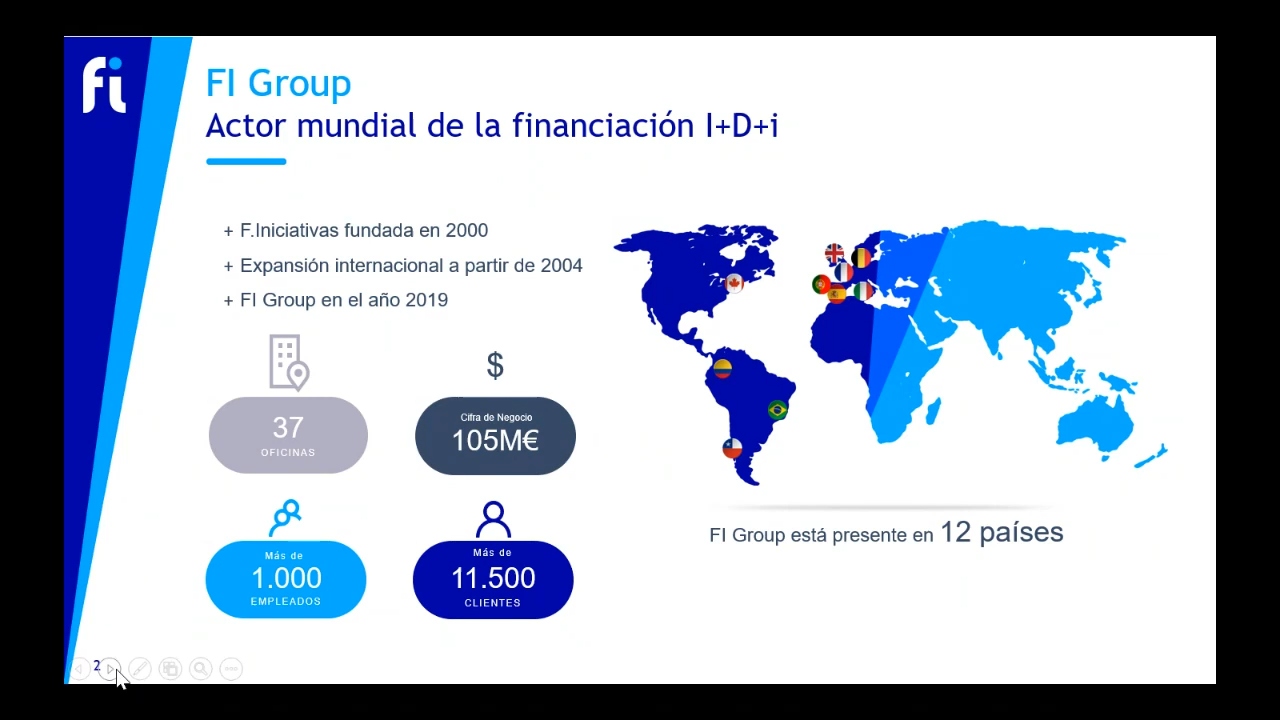 fi
FI Group
Actor mundial de la financiación I+D+i
+ F.Iniciativas fundada en 2000
+ Expansión internacional a partir de 2004
+ FI Group en el año 2019
$
37
OFICINAS
Cifra de Negocio
105M€
Más de
1.000
EMPLEADOS
Más de
11.500
CLIENTES
FI Group está presente en 12 países
2